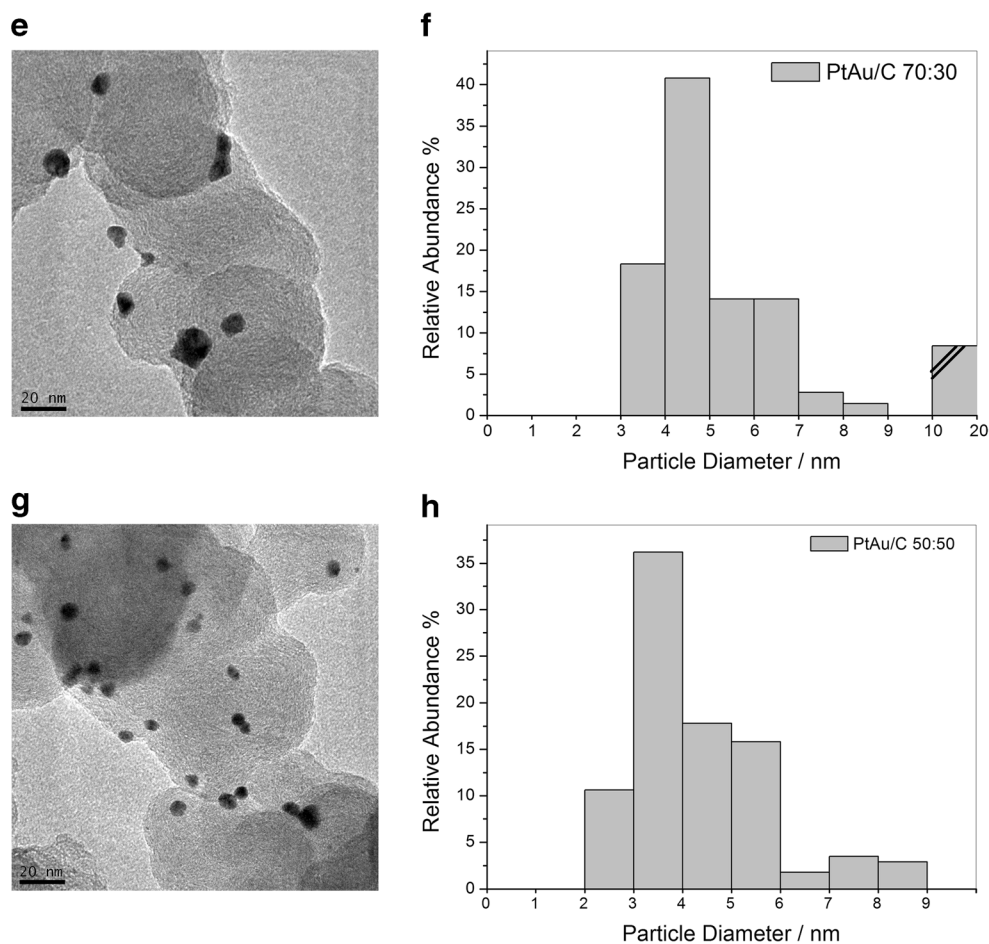 e
20 nm
f
PtAu/C 70:30
Relative Abundance %
40
35
30
25
20
15
10
5
0
0 1 2 3 4 5 6 7 8 9 10 20
Particle Diameter / nm
g
20 nm
h
PtAu/C 50:50
Relative Abundance %
35
30
25
20
15
10
5
0
0 1 2 3 4 5 6 7 8 9
Particle Diameter / nm